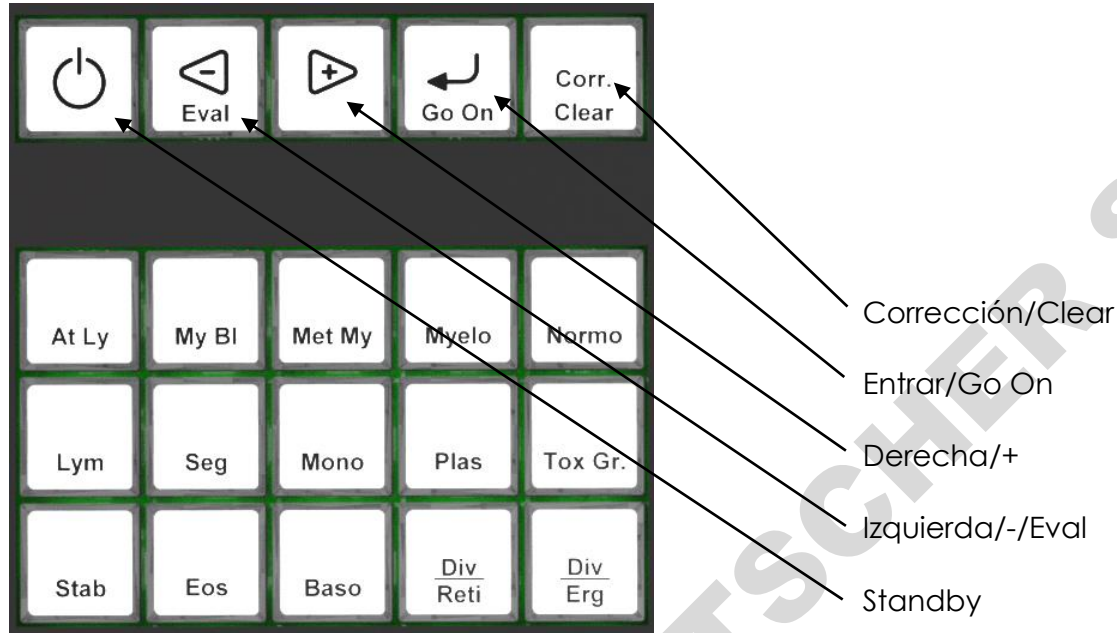 Eval
Go On
Corr.
Clear
At Ly
My Bl
Met My
Myelo
Normo
Lym
Seg
Mono
Plas
Tox Gr.
Stab
Eos
Baso
Div
Reti
Div
Erg
Corrección/Clear
Entrar/Go On
Derecha/+
Izquierda/-/Eval
Standby